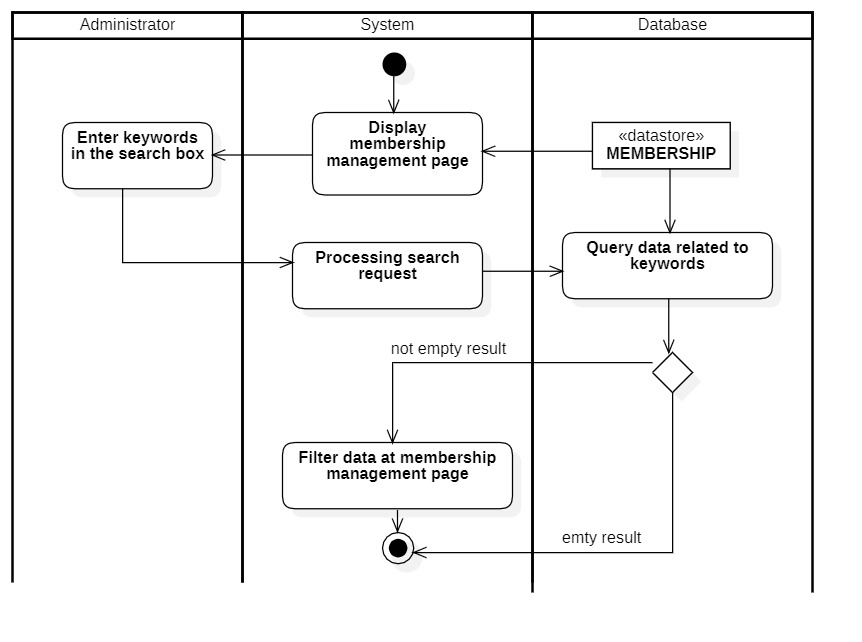 Administrator
System
Database
Enter keywords
in the search box
Display
membership
management page
«datastore»
MEMBERSHIP
Processing search
request
Query data related to
keywords
not empty result
Filter data at membership
management page
emty result